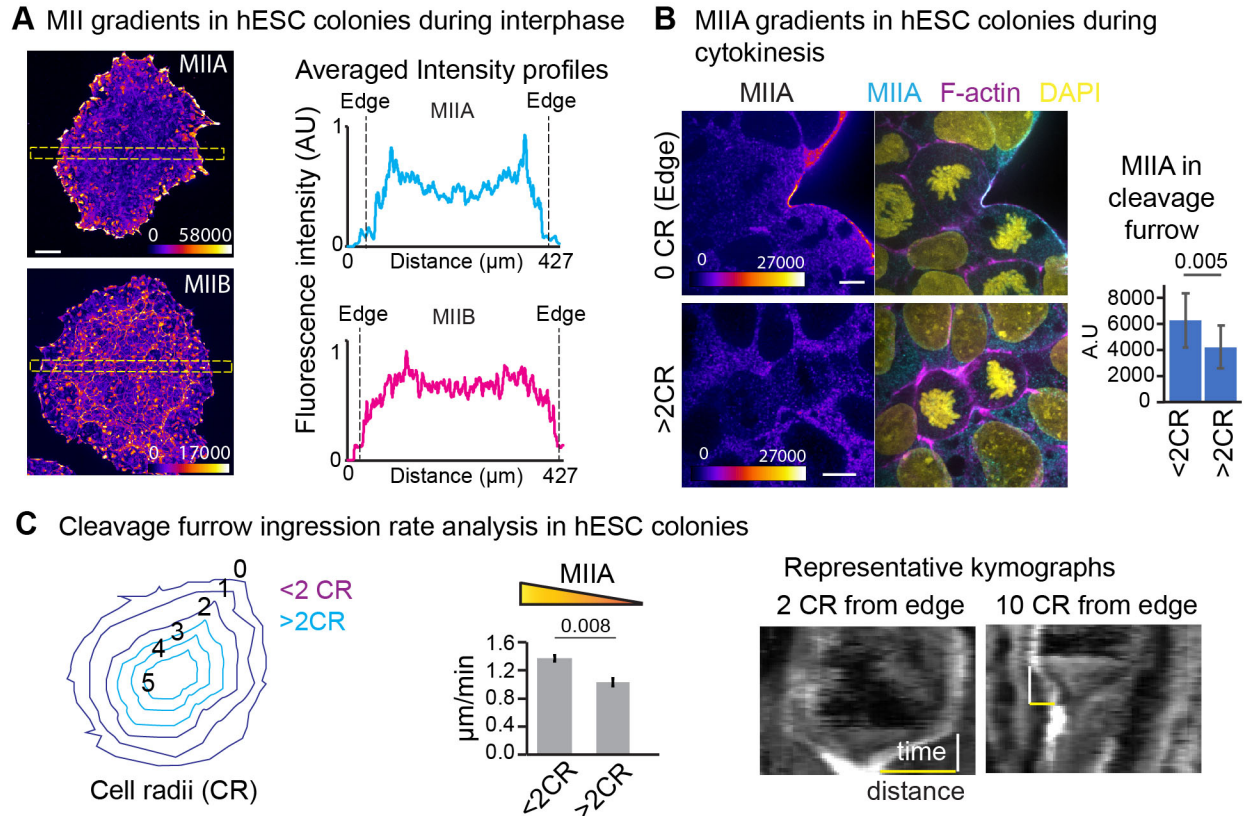 A MII gradients in hESC colonies during interphase
MIIA
0 58000
MIIB
0 17000
Averaged Intensity profiles
Fluorescence intensity (AU)
Edge MIIA Edge
1
0
0 Distance (µm) 427
Edge MIIB Edge
1
0
0 Distance (µm) 427
B MIIA gradients in hESC colonies during
cytokinesis
MIIA MIIA F-actin DAPI
0 CR (Edge)
0 27000
>2CR
0 27000
MIIA in
cleavage
furrow
0.005
A.U
8000
6000
4000
2000
0
<2CR
>2CR
C Cleavage furrow ingression rate analysis in hESC colonies
0
1
2
3
4
5
<2 CR
>2CR
Cell radii (CR)
MIIA
0.008
µm/min
1.6
1.2
0.8
0.4
0.0
<2CR
>2CR
Representative kymographs
2 CR from edge 10 CR from edge
time
distance